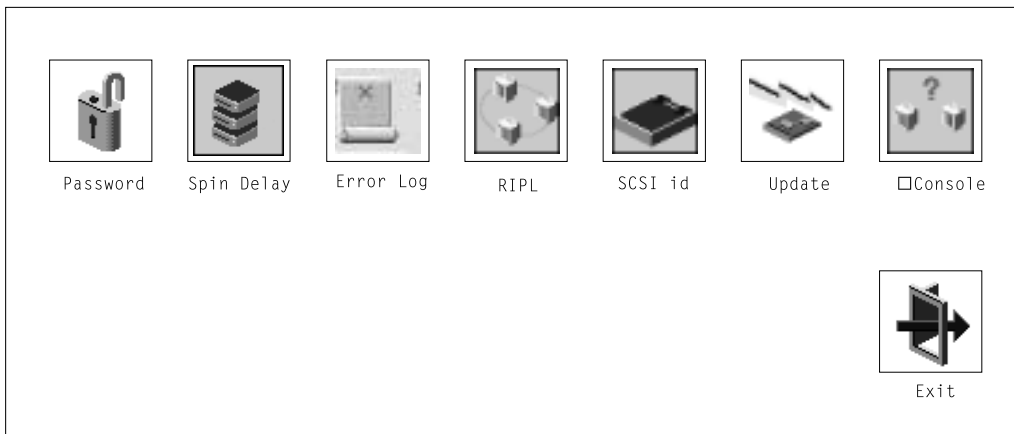 Password
Spin Delay
Error Log
RIPL
SCSI id
Update
□Console
?
Exit